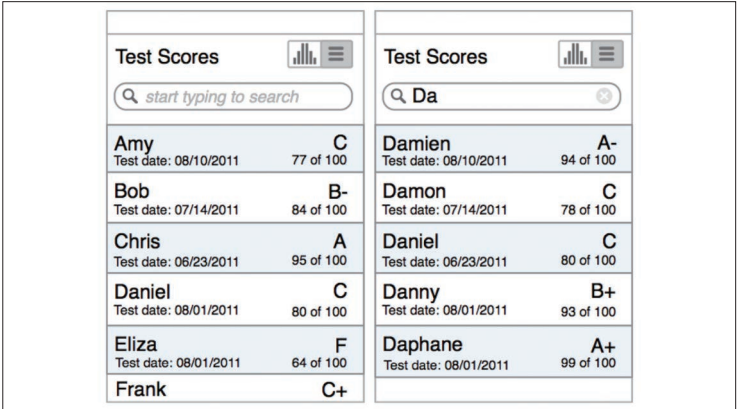 Test Scores
start typing to search
Amy C
Test date: 08/10/2011 77 of 100
Bob B-
Test date: 07/14/2011 84 of 100
Chris A
Test date: 06/23/2011 95 of 100
Daniel C
Test date: 08/01/2011 80 of 100
Eliza F
Test date: 08/01/2011 64 of 100
Frank C+
Test Scores
Da
Damien A-
Test date: 08/10/2011 94 of 100
Damon C
Test date: 07/14/2011 78 of 100
Daniel C
Test date: 06/23/2011 80 of 100
Danny B+
Test date: 08/01/2011 93 of 100
Daphane A+
Test date: 08/01/2011 99 of 100